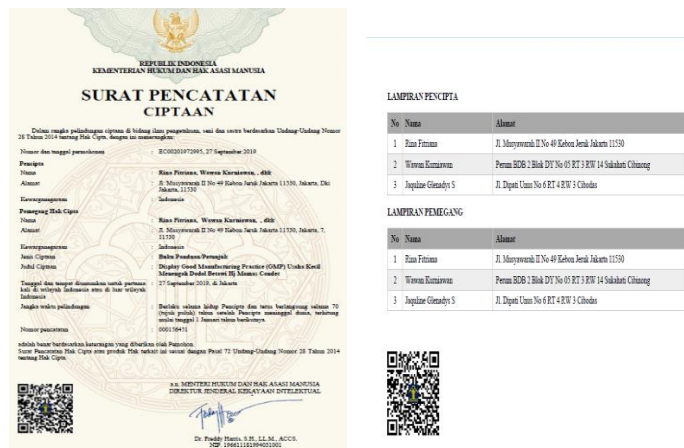 REPUBLIK INDONESIA
KEMENTERIAN HUKUM DAN HAK ASASI MANUSIA
SURAT PENCATATAN
CIPTAAN
Dalam rangka pelindungan ciptaan di bidang ilmu pengetahuan, seni dan sastra berdasarkan Undang-Undang Nomor
28 Tahun 2014 tentang Hak Cipta, dengan ini menerangkan:
Nomor dan tanggal permohonan : EC00201972995, 27 September 2019
Pencipta
Nama : Rina Fitriana, Wawan Kurniawan, , dkk
Alamat : Jl. Musyawarah II No 49 Kebon Jeruk Jakarta 11530, Jakarta, Dki
Jakarta, 11530
Kewarganegaraan : Indonesia
Pemegang Hak Cipta
Nama : Rina Fitriana, Wawan Kurniawan, , dkk
Alamat : Jl. Musyawarah II No 49 Kebon Jeruk Jakarta 11530, Jakarta, 7,
11530
Kewarganegaraan : Indonesia
Jenis Ciptaan : Buku Panduan/Petunjuk
Judul Ciptaan : Display Good Manufacturing Practice (GMP) Usaha Kecil
Menengah Dodol Betawi Hj Mamas Condet
Tanggal dan tempat diumumkan untuk pertama : 27 September 2019, di Jakarta
kali di wilayah Indonesia atau di luar wilayah
Indonesia
Jangka waktu pelindungan : Berlaku selama hidup Pencipta dan terus berlangsung selama 70
(tujuh puluh) tahun setelah Pencipta meninggal dunia, terhitung
mulai tanggal 1 Januari tahun berikutnya.
Nomor pencatatan : 000156451
adalah benar berdasarkan keterangan yang diberikan oleh Pemohon.
Surat Pencatatan Hak Cipta atau produk Hak terkait ini sesuai dengan Pasal 72 Undang-Undang Nomor 28 Tahun 2014
tentang Hak Cipta.
a.n. MENTERI HUKUM DAN HAK ASASI MANUSIA
DIREKTUR JENDERAL KEKAYAAN INTELEKTUAL
Dr. Freddy Harris, S.H., LL.M., ACCS.
NIP. 196611181994031001
LAMPIRAN PENCIPTA
No Nama Alamat
1 Rina Fitriana Jl. Musyawarah II No 49 Kebon Jeruk Jakarta 11530
2 Wawan Kurniawan Perum BDB 2 Blok DY No 05 RT 3 RW 14 Sukahati Cibinong
3 Jaquline Glenadys S Jl. Dipati Unus No 6 RT 4 RW 3 Cibodas
LAMPIRAN PEMEGANG
No Nama Alamat
1 Rina Fitriana Jl. Musyawarah II No 49 Kebon Jeruk Jakarta 11530
2 Wawan Kurniawan Perum BDB 2 Blok DY No 05 RT 3 RW 14 Sukahati Cibinong
3 Jaquline Glenadys S Jl. Dipati Unus No 6 RT 4 RW 3 Cibodas